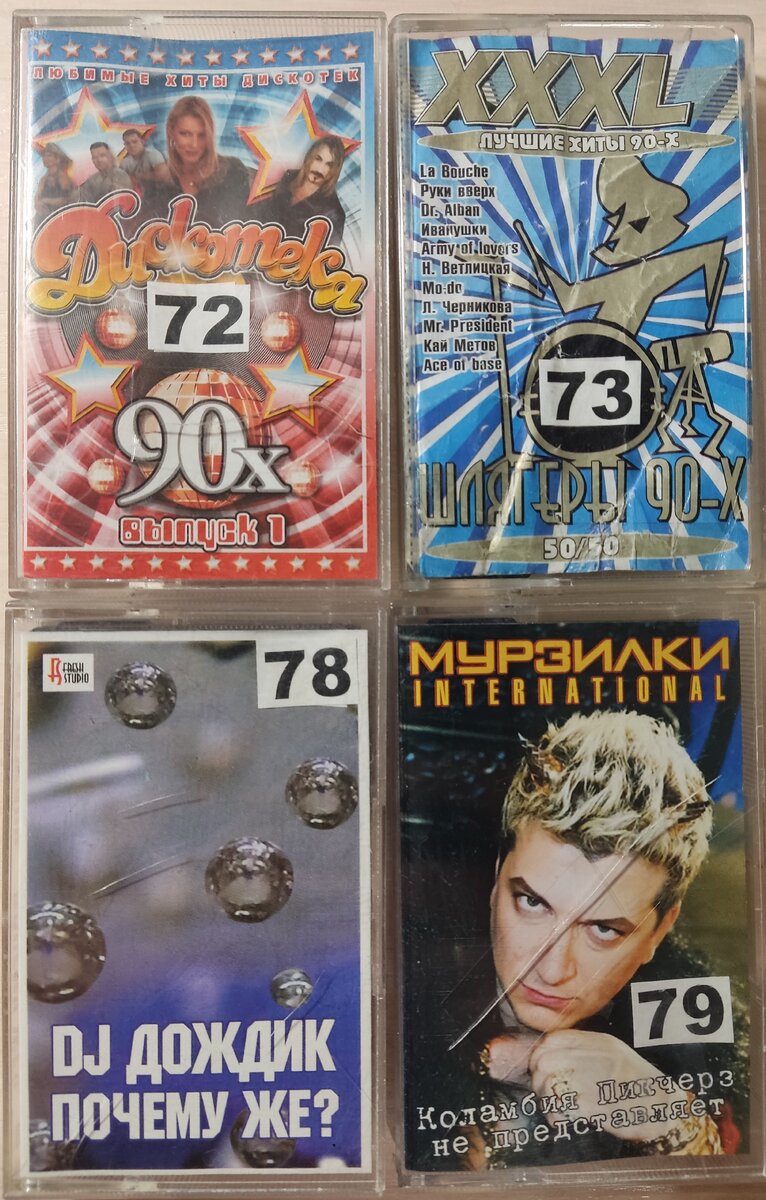 ЛЮБИМЫЕ ХИТЫ ДИСКОТЕК
Дискотека
72
90х
ВЫПУСК 1
XXXL
ЛУЧШИЕ ХИТЫ 90-Х
La Bouche
Руки вверх
Dr. Alban
Иванушки
Army of lovers
Н. Ветлицкая
Mo-do
Л. Черникова
Mr. President
Кай Метов
Ace of base
73
ШЛЯГЕРЫ 90-Х
50/50
FRESH
STUDIO
78
DJ ДОЖДИК
ПОЧЕМУ ЖЕ?
МУРЗИЛКИ
INTERNATIONAL
79
Коламбия Пикчерз
не представляет